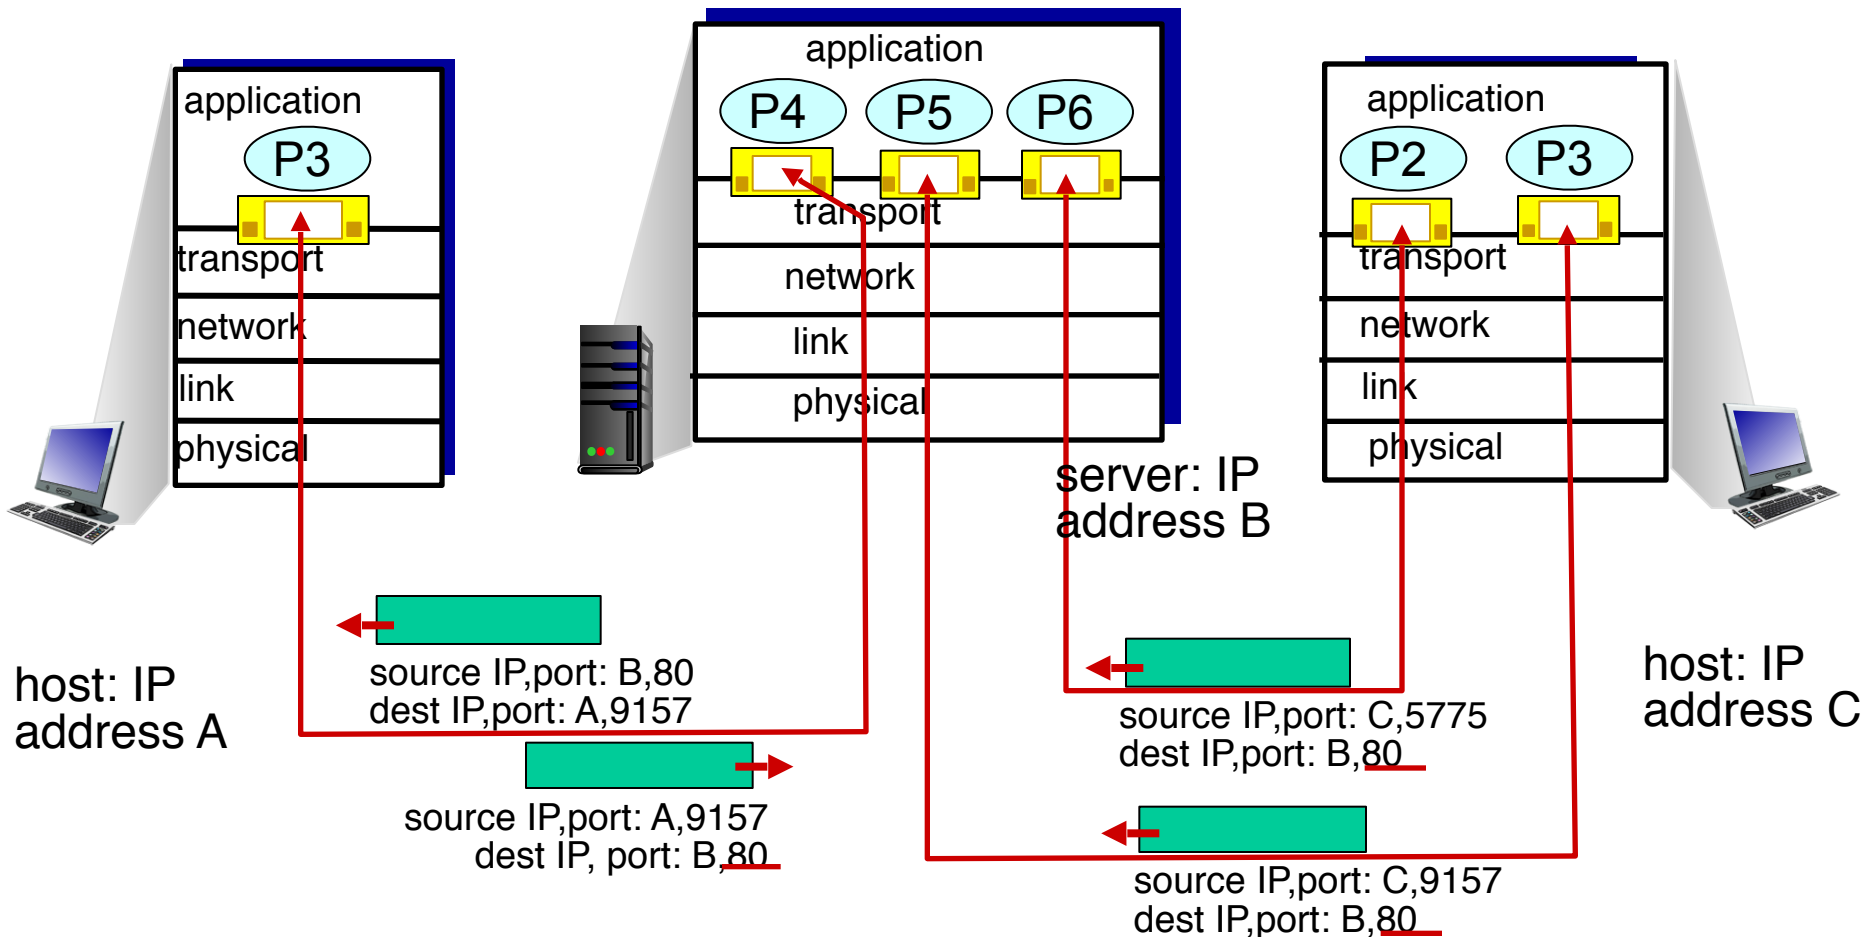 application
P3
transport
network
link
physical
application
P4
P5
P6
transport
network
link
physical
application
P2
P3
transport
network
link
physical
server: IP
address B
host: IP
address A
source IP,port: B,80
dest IP,port: A,9157
source IP,port: A,9157
dest IP, port: B,80
source IP,port: C,5775
dest IP,port: B,80
source IP,port: C,9157
dest IP,port: B,80
host: IP
address C